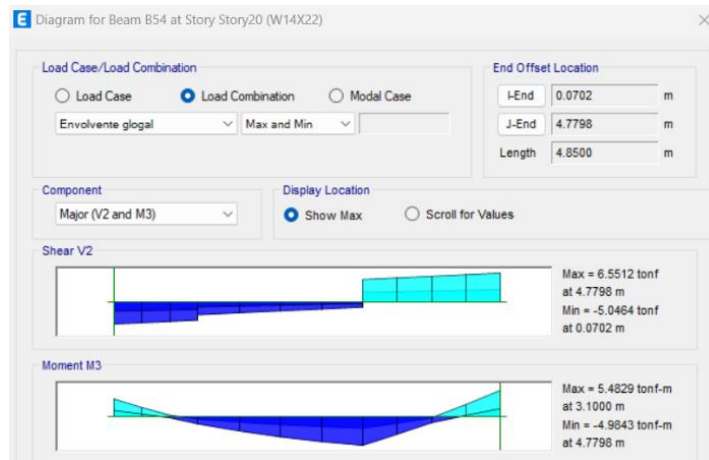 E Diagram for Beam B54 at Story Story20 (W14X22)
Load Case/Load Combination
Load Case Load Combination Modal Case
Envolvente glogal Max and Min
End Offset Location
I-End 0.0702 m
J-End 4.7798 m
Length 4.8500 m
Component
Major (V2 and M3)
Display Location
Show Max Scroll for Values
Shear V2
Max = 6.5512 tonf
at 4.7798 m
Min = -5.0464 tonf
at 0.0702 m
Moment M3
Max = 5.4829 tonf-m
at 3.1000 m
Min = -4.9843 tonf-m
at 4.7798 m